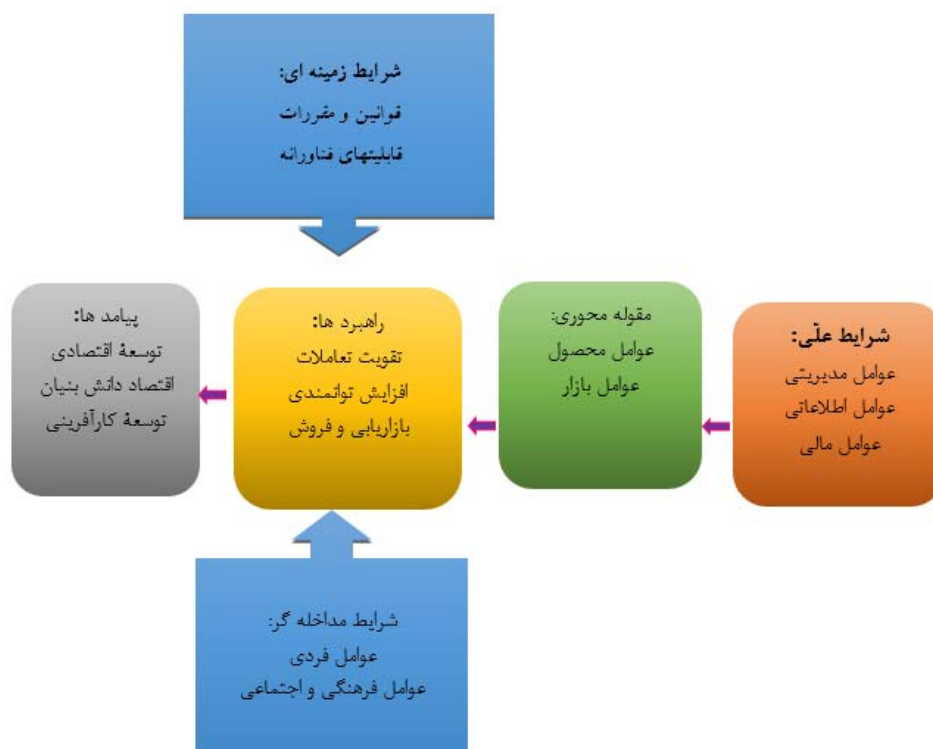 شرایط زمینه ای:
قوانین و مقررات
قابلیتهای فناورانه
شرایط علّی:
عوامل مدیریتی
عوامل اطلاعاتی
عوامل مالی
مقوله محوری:
عوامل محصول
عوامل بازار
راهبرد ها:
تقویت تعاملات
افزایش توانمندی
بازاریابی و فروش
پیامد ها:
توسعۀ اقتصادی
اقتصاد دانش بنیان
توسعۀ کارآفرینی
شرایط مداخله گر:
عوامل فردی
عوامل فرهنگی و اجتماعی